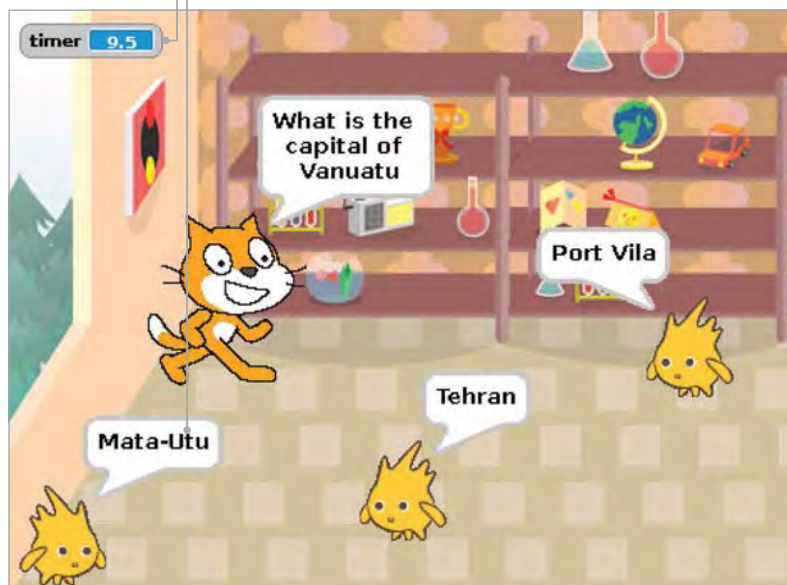 timer 9.5
What is the
capital of
Vanuatu
Port Vila
Tehran
Mata-Utu